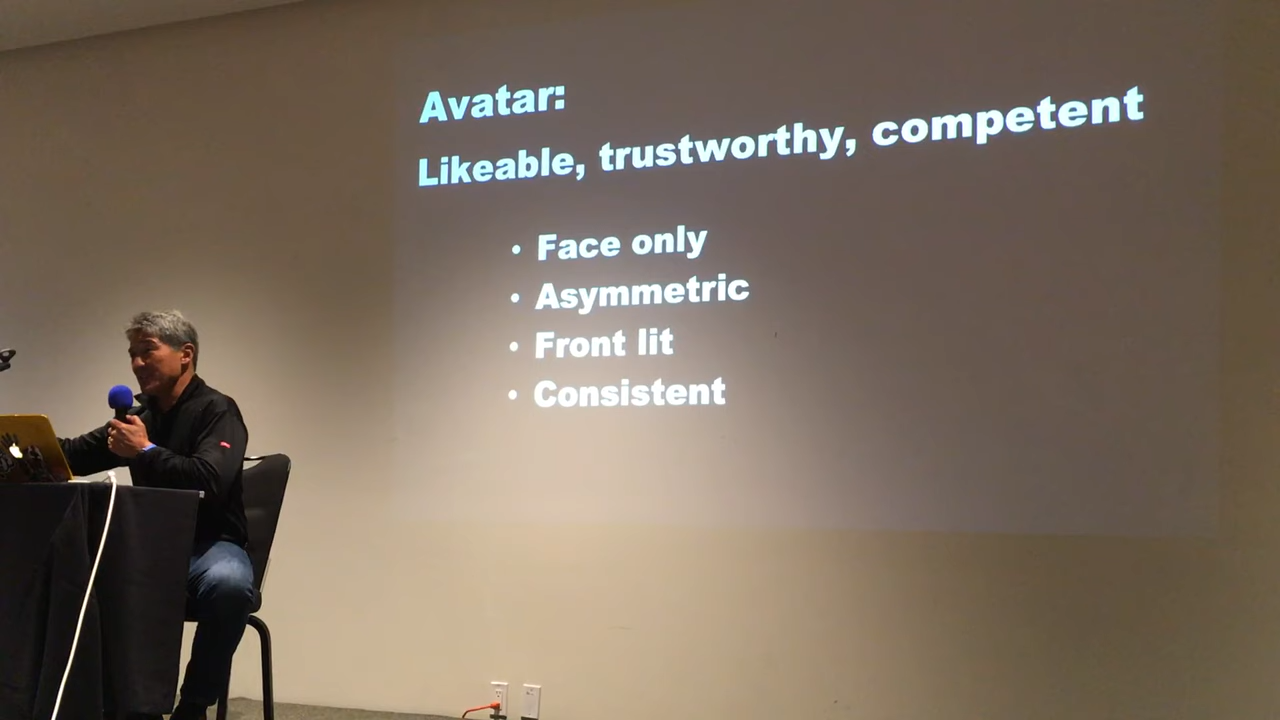 Avatar:
Likeable, trustworthy, competent
• Face only
• Asymmetric
• Front lit
• Consistent